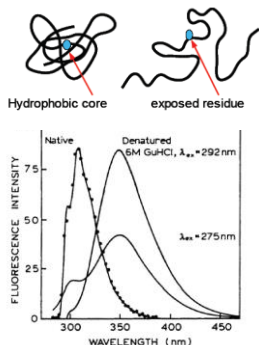 Hydrophobic core
exposed residue
Native
Denatured
6M GuHCl, λex=292nm
λex=275nm
FLUORESCENCE INTENSITY
75
50
25
0
300
350
400
450
WAVELENGTH (nm)